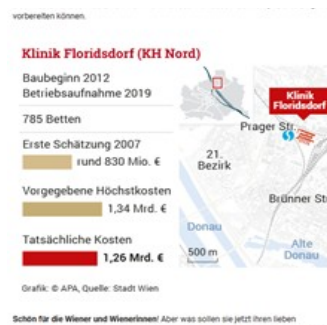 vorbereiten können.
Klinik Floridsdorf (KH Nord)
Baubeginn 2012
Betriebsaufnahme 2019
785 Betten
Erste Schätzung 2007
rund 830 Mio. €
Vorgegebene Höchstkosten
1,34 Mrd. €
Tatsächliche Kosten
1,26 Mrd. €
Klinik
Floridsdorf
Prager Str.
21.
Bezirk
Brünner St
Donau
Alte
Donau
500 m
Grafik: © APA, Quelle: Stadt Wien
Schön für die Wiener und Wienerinnen! Aber was sollen sie jetzt ihren lieben